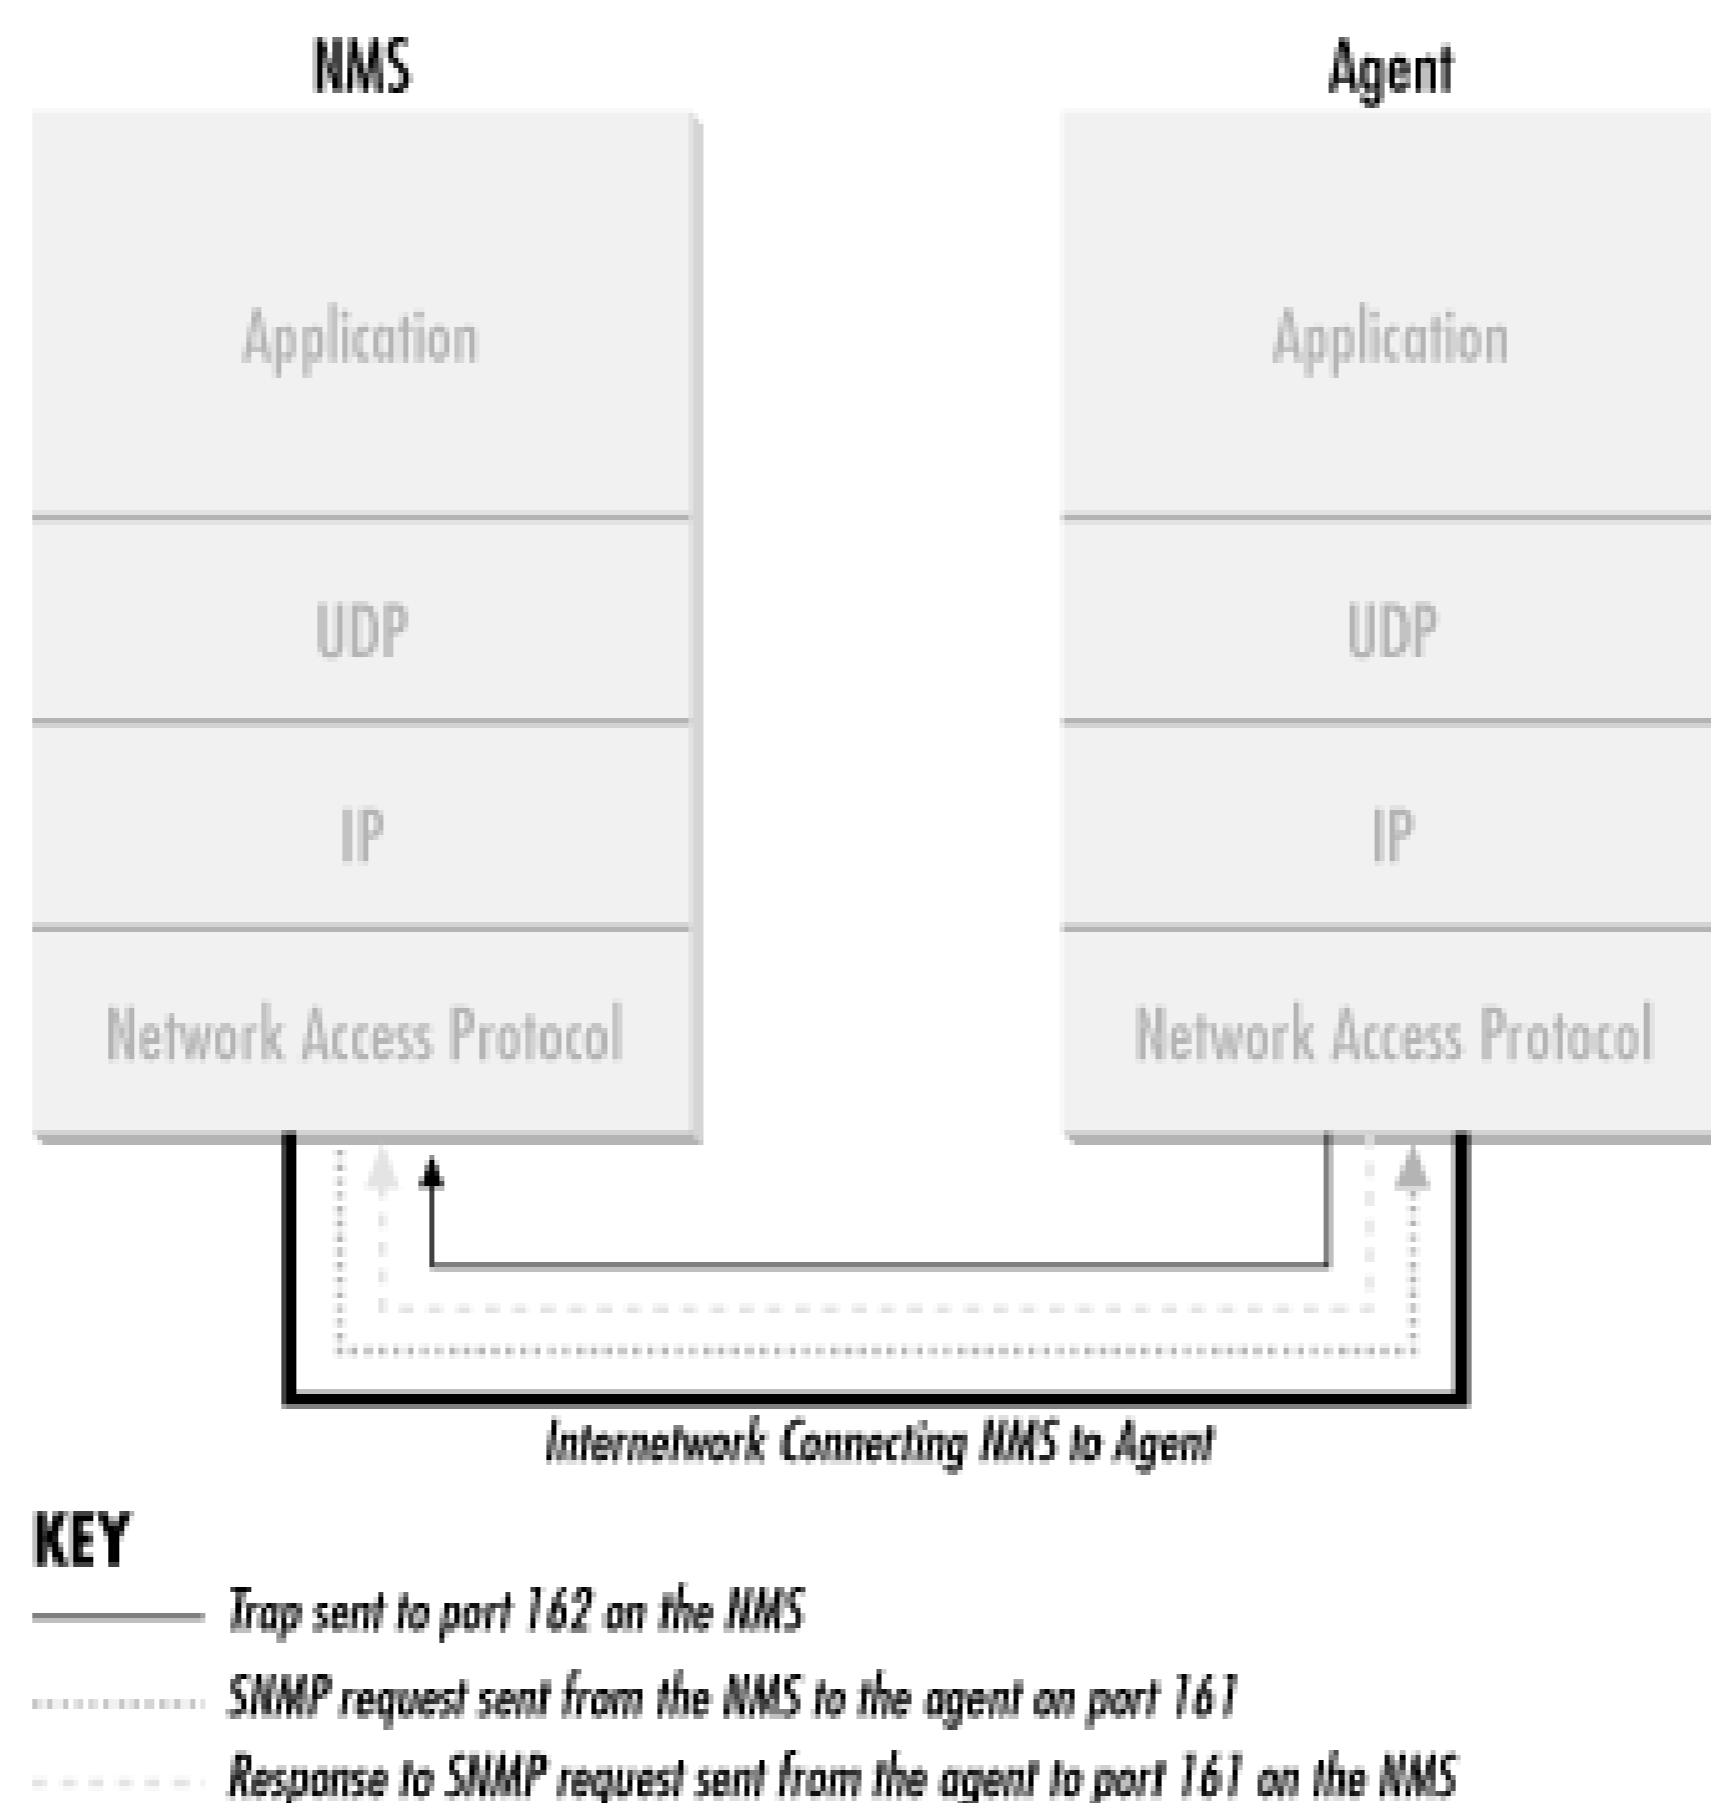 NMS
Agent
Application
Application
UDP
UDP
IP
IP
Network Access Protocol
Network Access Protocol
Internetwork Connecting NMS to Agent
KEY
Trap sent to port 162 on the NMS
SNMP request sent from the NMS to the agent on port 161
Response to SNMP request sent from the agent to port 161 on the NMS